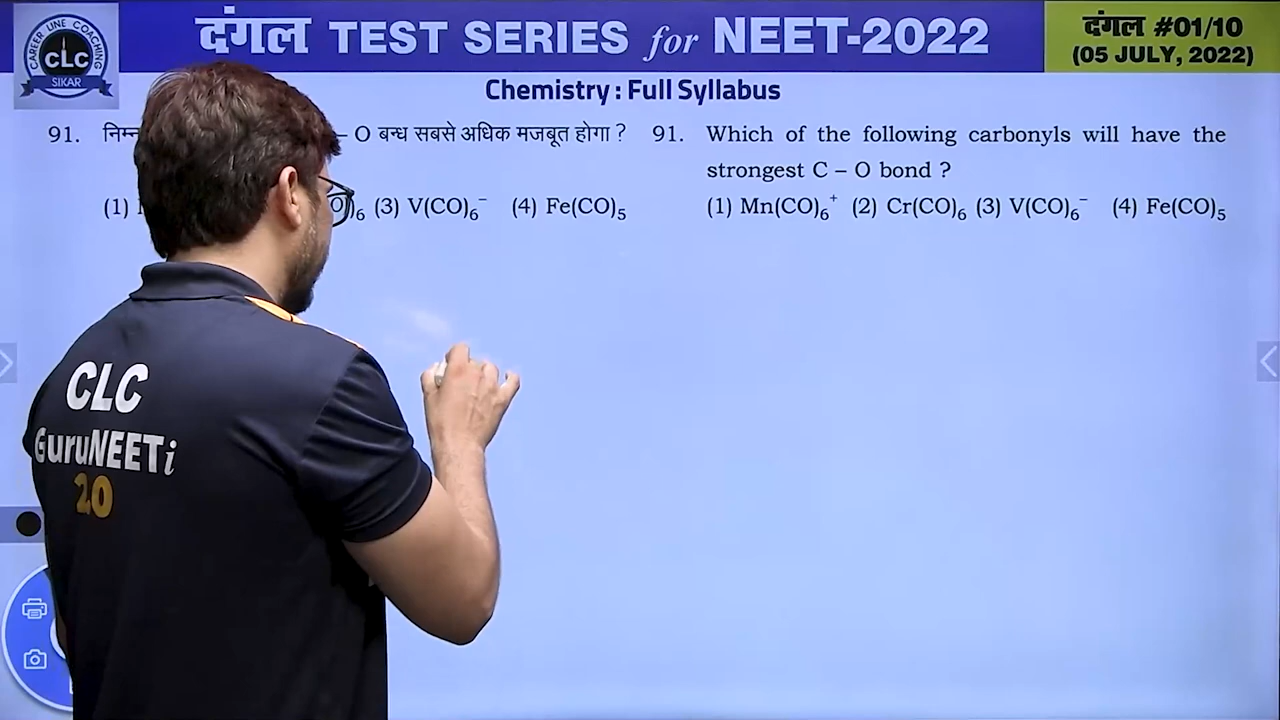 दंगल TEST SERIES for NEET-2022
दंगल #01/10
(05 JULY, 2022)
CAREER LINE COACHING
CLC
SIKAR
Chemistry : Full Syllabus
91. – O बन्ध सबसे अधिक मजबूत होगा ?
(1) (3) V(CO)₆⁻ (4) Fe(CO)₅
91. Which of the following carbonyls will have the
strongest C – O bond ?
(1) Mn(CO)₆⁺ (2) Cr(CO)₆ (3) V(CO)₆⁻ (4) Fe(CO)₅
CLC
GuruNEETi
2.0